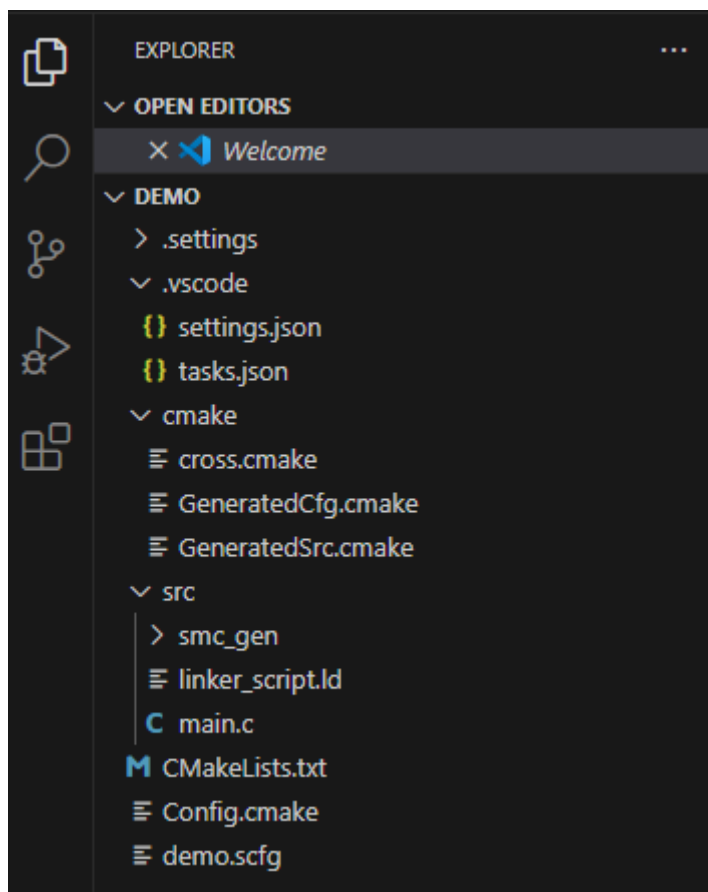 EXPLORER ...
OPEN EDITORS
Welcome
DEMO
.settings
.vscode
{} settings.json
{} tasks.json
cmake
cross.cmake
GeneratedCfg.cmake
GeneratedSrc.cmake
src
smc_gen
linker_script.ld
C main.c
M CMakeLists.txt
Config.cmake
demo.scfg